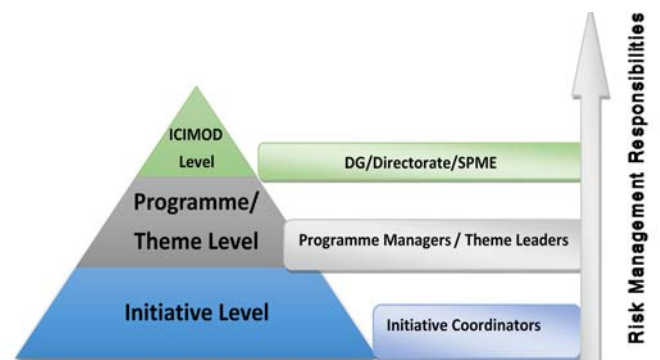 ICIMOD
Level
DG/Directorate/SPME
Programme/
Theme Level
Programme Managers / Theme Leaders
Initiative Level
Initiative Coordinators
Risk Management Responsibilities